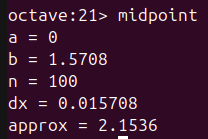 octave:21> midpoint
a = 0
b = 1.5708
n = 100
dx = 0.015708
approx = 2.1536